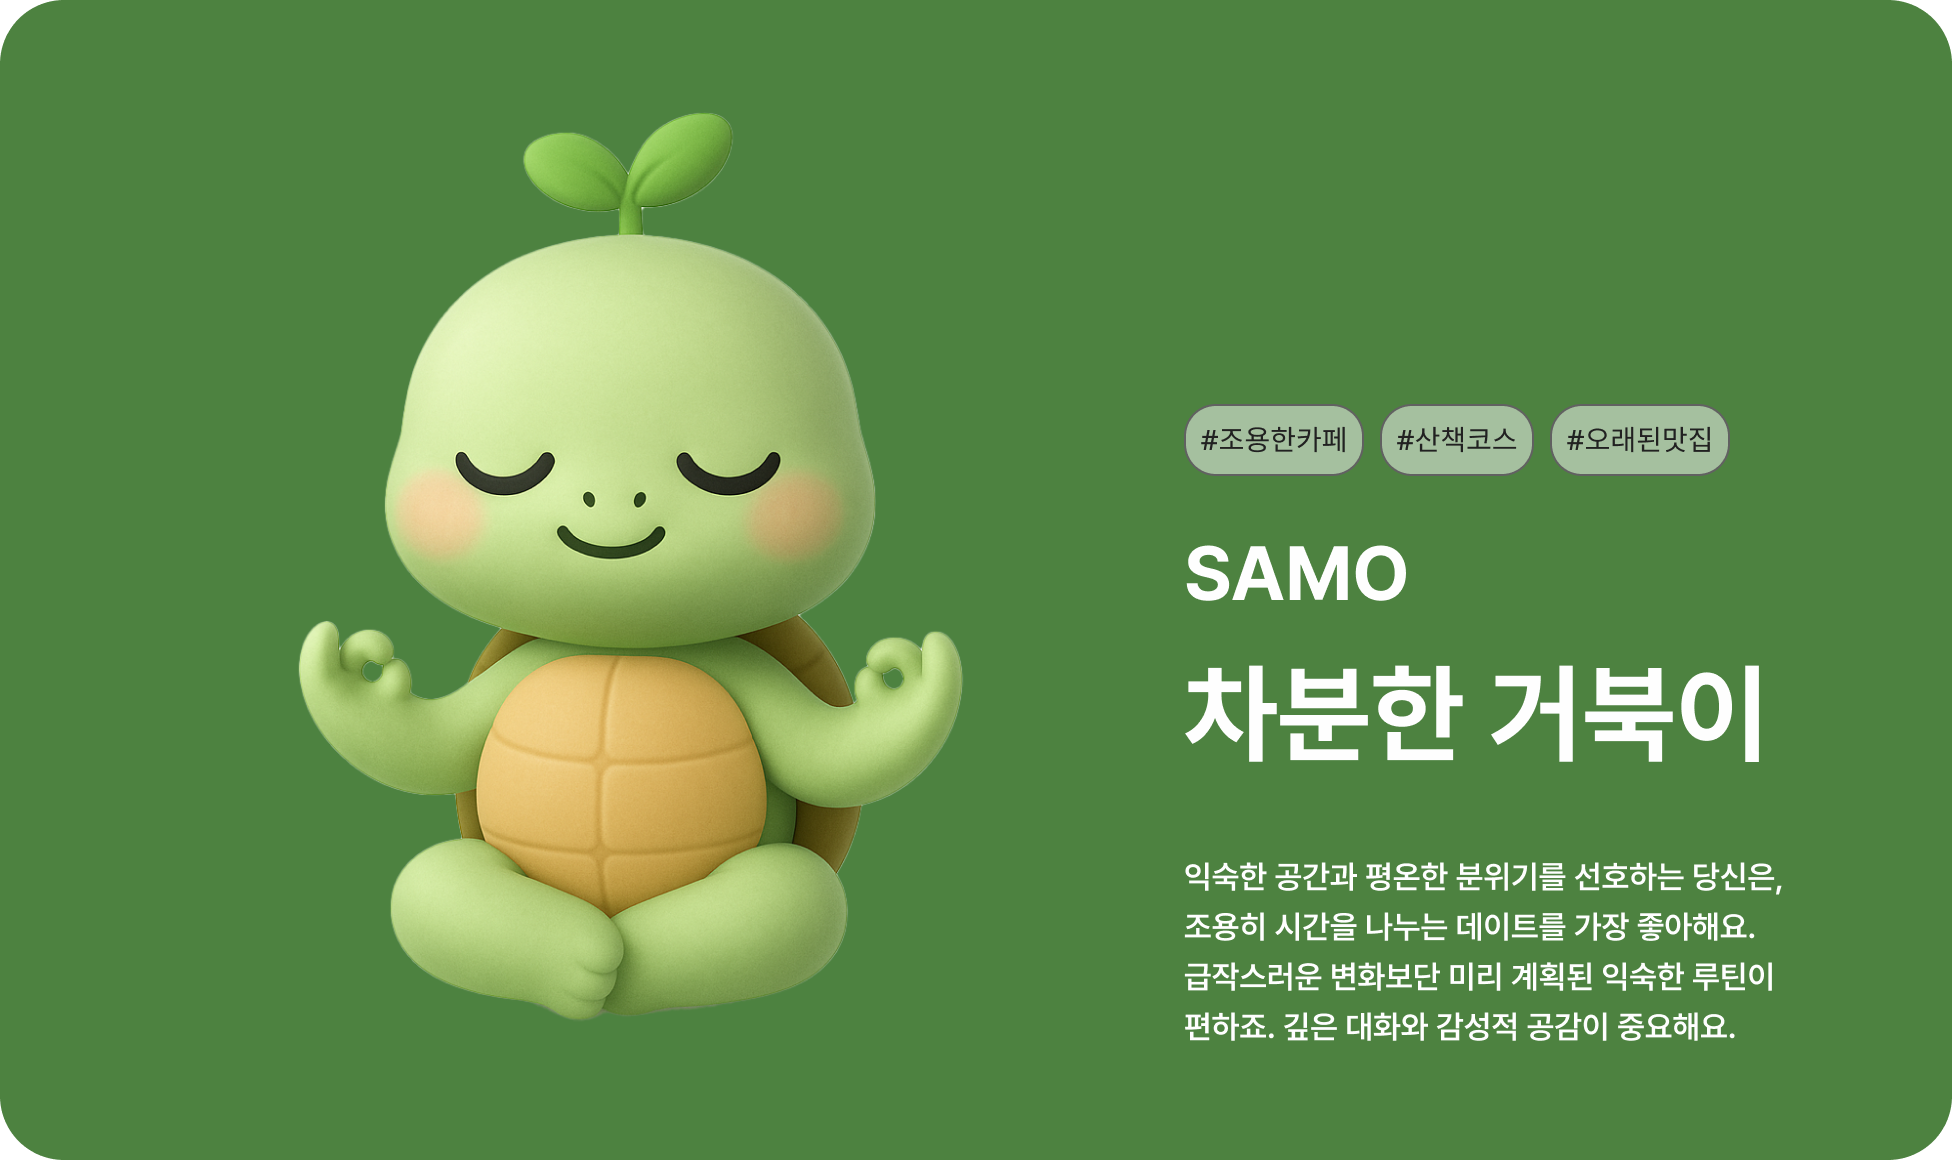 #조용한카페 #산책코스 #오래된맛집
SAMO
차분한 거북이
익숙한 공간과 평온한 분위기를 선호하는 당신은,
조용히 시간을 나누는 데이트를 가장 좋아해요.
급작스러운 변화보단 미리 계획된 익숙한 루틴이
편하죠. 깊은 대화와 감성적 공감이 중요해요.